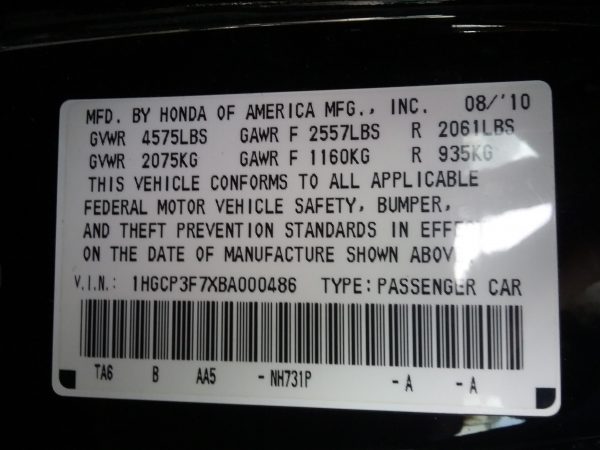 MFD. BY HONDA OF AMERICA MFG., INC. 08/'10
GVWR 4575LBS GAWR F 2557LBS R 2061LBS
GVWR 2075KG GAWR F 1160KG R 935KG
THIS VEHICLE CONFORMS TO ALL APPLICABLE
FEDERAL MOTOR VEHICLE SAFETY, BUMPER,
AND THEFT PREVENTION STANDARDS IN EFFECT
ON THE DATE OF MANUFACTURE SHOWN ABOVE.
V.I.N.: 1HGCP3F7XBA000486 TYPE: PASSENGER CAR
TA6 B AA5 - NH731P - A - A